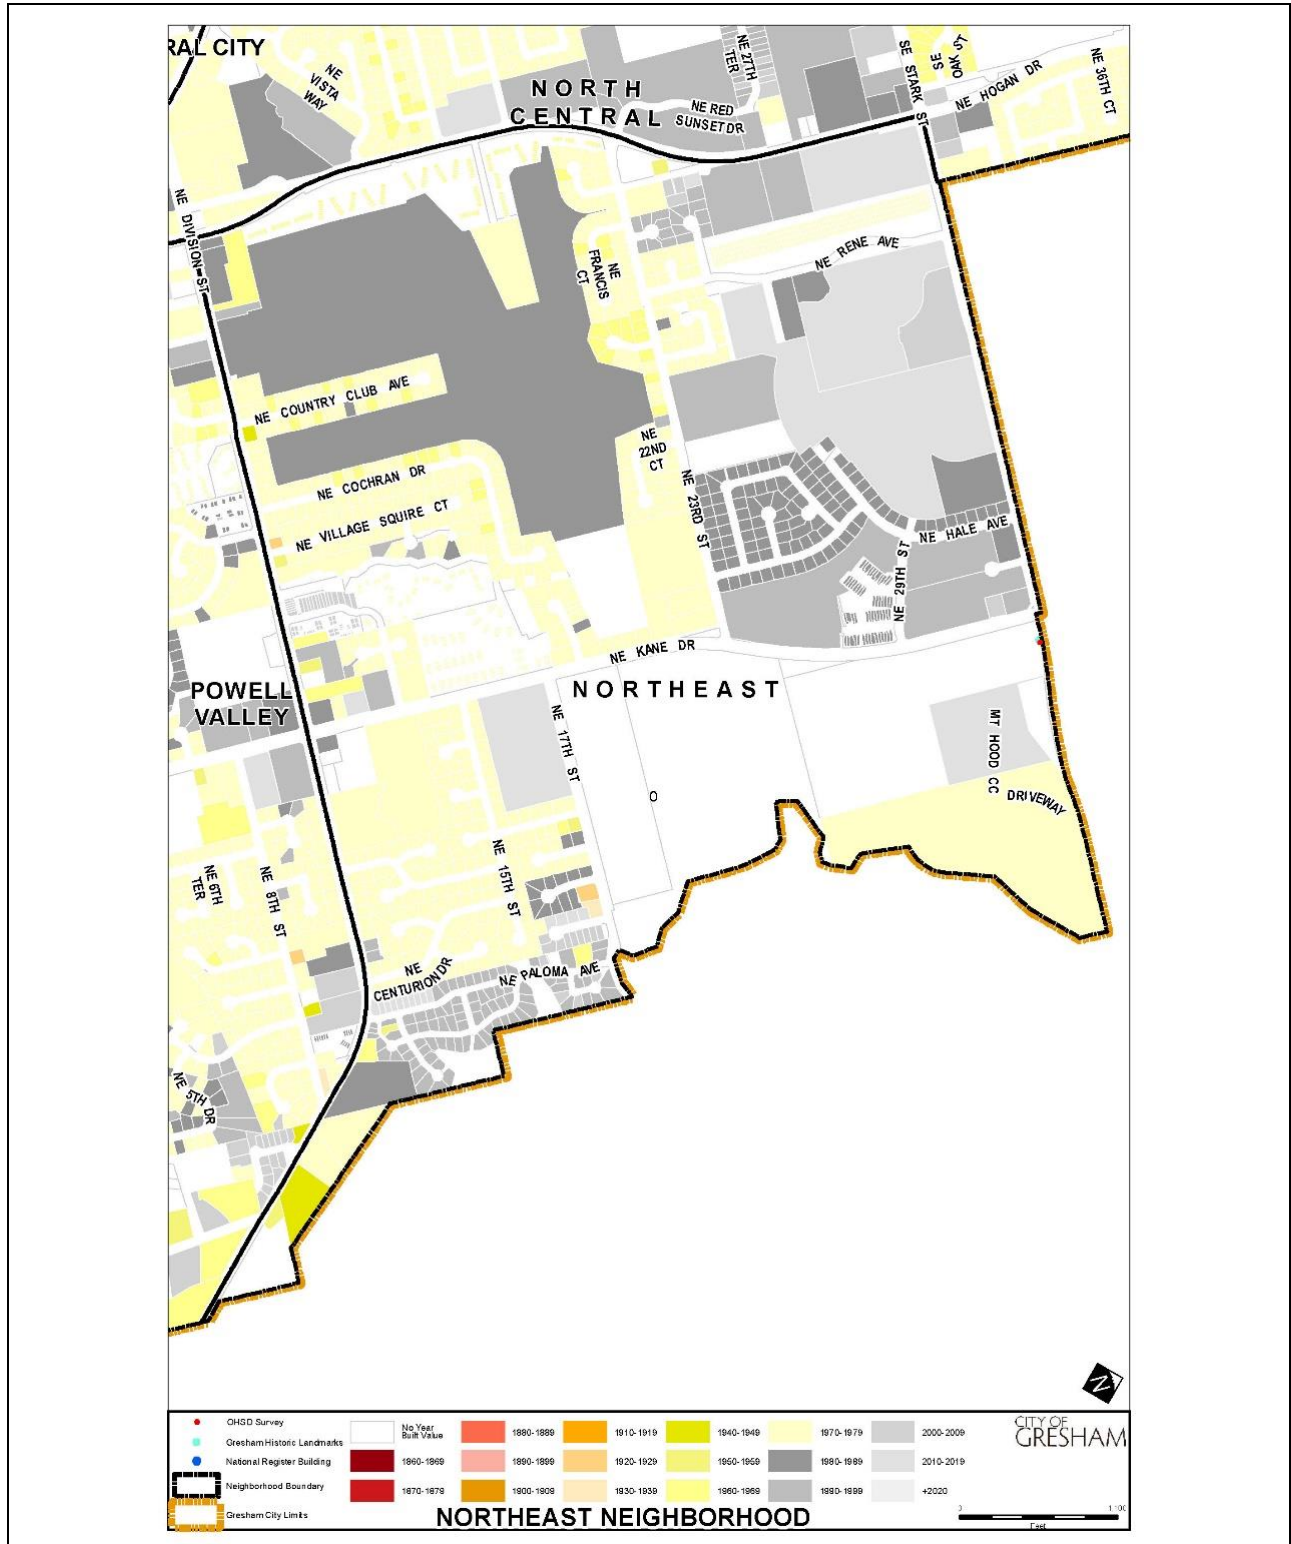 RAL CITY
NE
VISTA
WAY
NORTH
CENTRAL
NE RED
SUNSET DR
NE 27TH
TER
SE STARK
ST
SE
OAK ST
NE HOGAN DR
NE 36TH CT
NE DIVISION ST
NE
FRANCIS
CT
NE RENE AVE
NE COUNTRY CLUB AVE
NE COCHRAN DR
NE VILLAGE SQUIRE CT
NE
22ND
CT
NE 23RD ST
NE 29TH ST
NE HALE AVE
NE KANE DR
NORTHEAST
POWELL
VALLEY
NE 17TH ST
MT HOOD CC
DRIVEWAY
NE 15TH ST
NE 6TH
TER
NE 8TH ST
NE
CENTURION DR
NE PALOMA AVE
NE 5TH DR
N
OHSD Survey
Gresham Historic Landmarks
National Register Building
Neighborhood Boundary
Gresham City Limits
No Year
Built Value
1860-1869
1870-1879
1880-1889
1890-1899
1900-1909
1910-1919
1920-1929
1930-1939
1940-1949
1950-1959
1960-1969
1970-1979
1980-1989
1990-1999
2000-2009
2010-2019
+2020
CITY OF
GRESHAM
NORTHEAST NEIGHBORHOOD
Feet